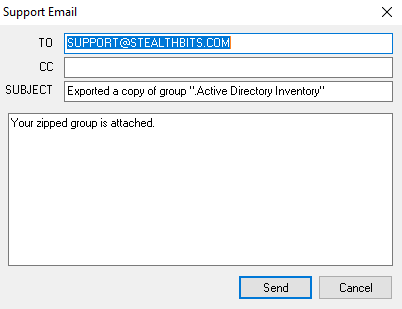 Support Email
TO SUPPORT@STEALTHBITS.COM
CC
SUBJECT Exported a copy of group ".Active Directory Inventory"
Your zipped group is attached.
Send Cancel